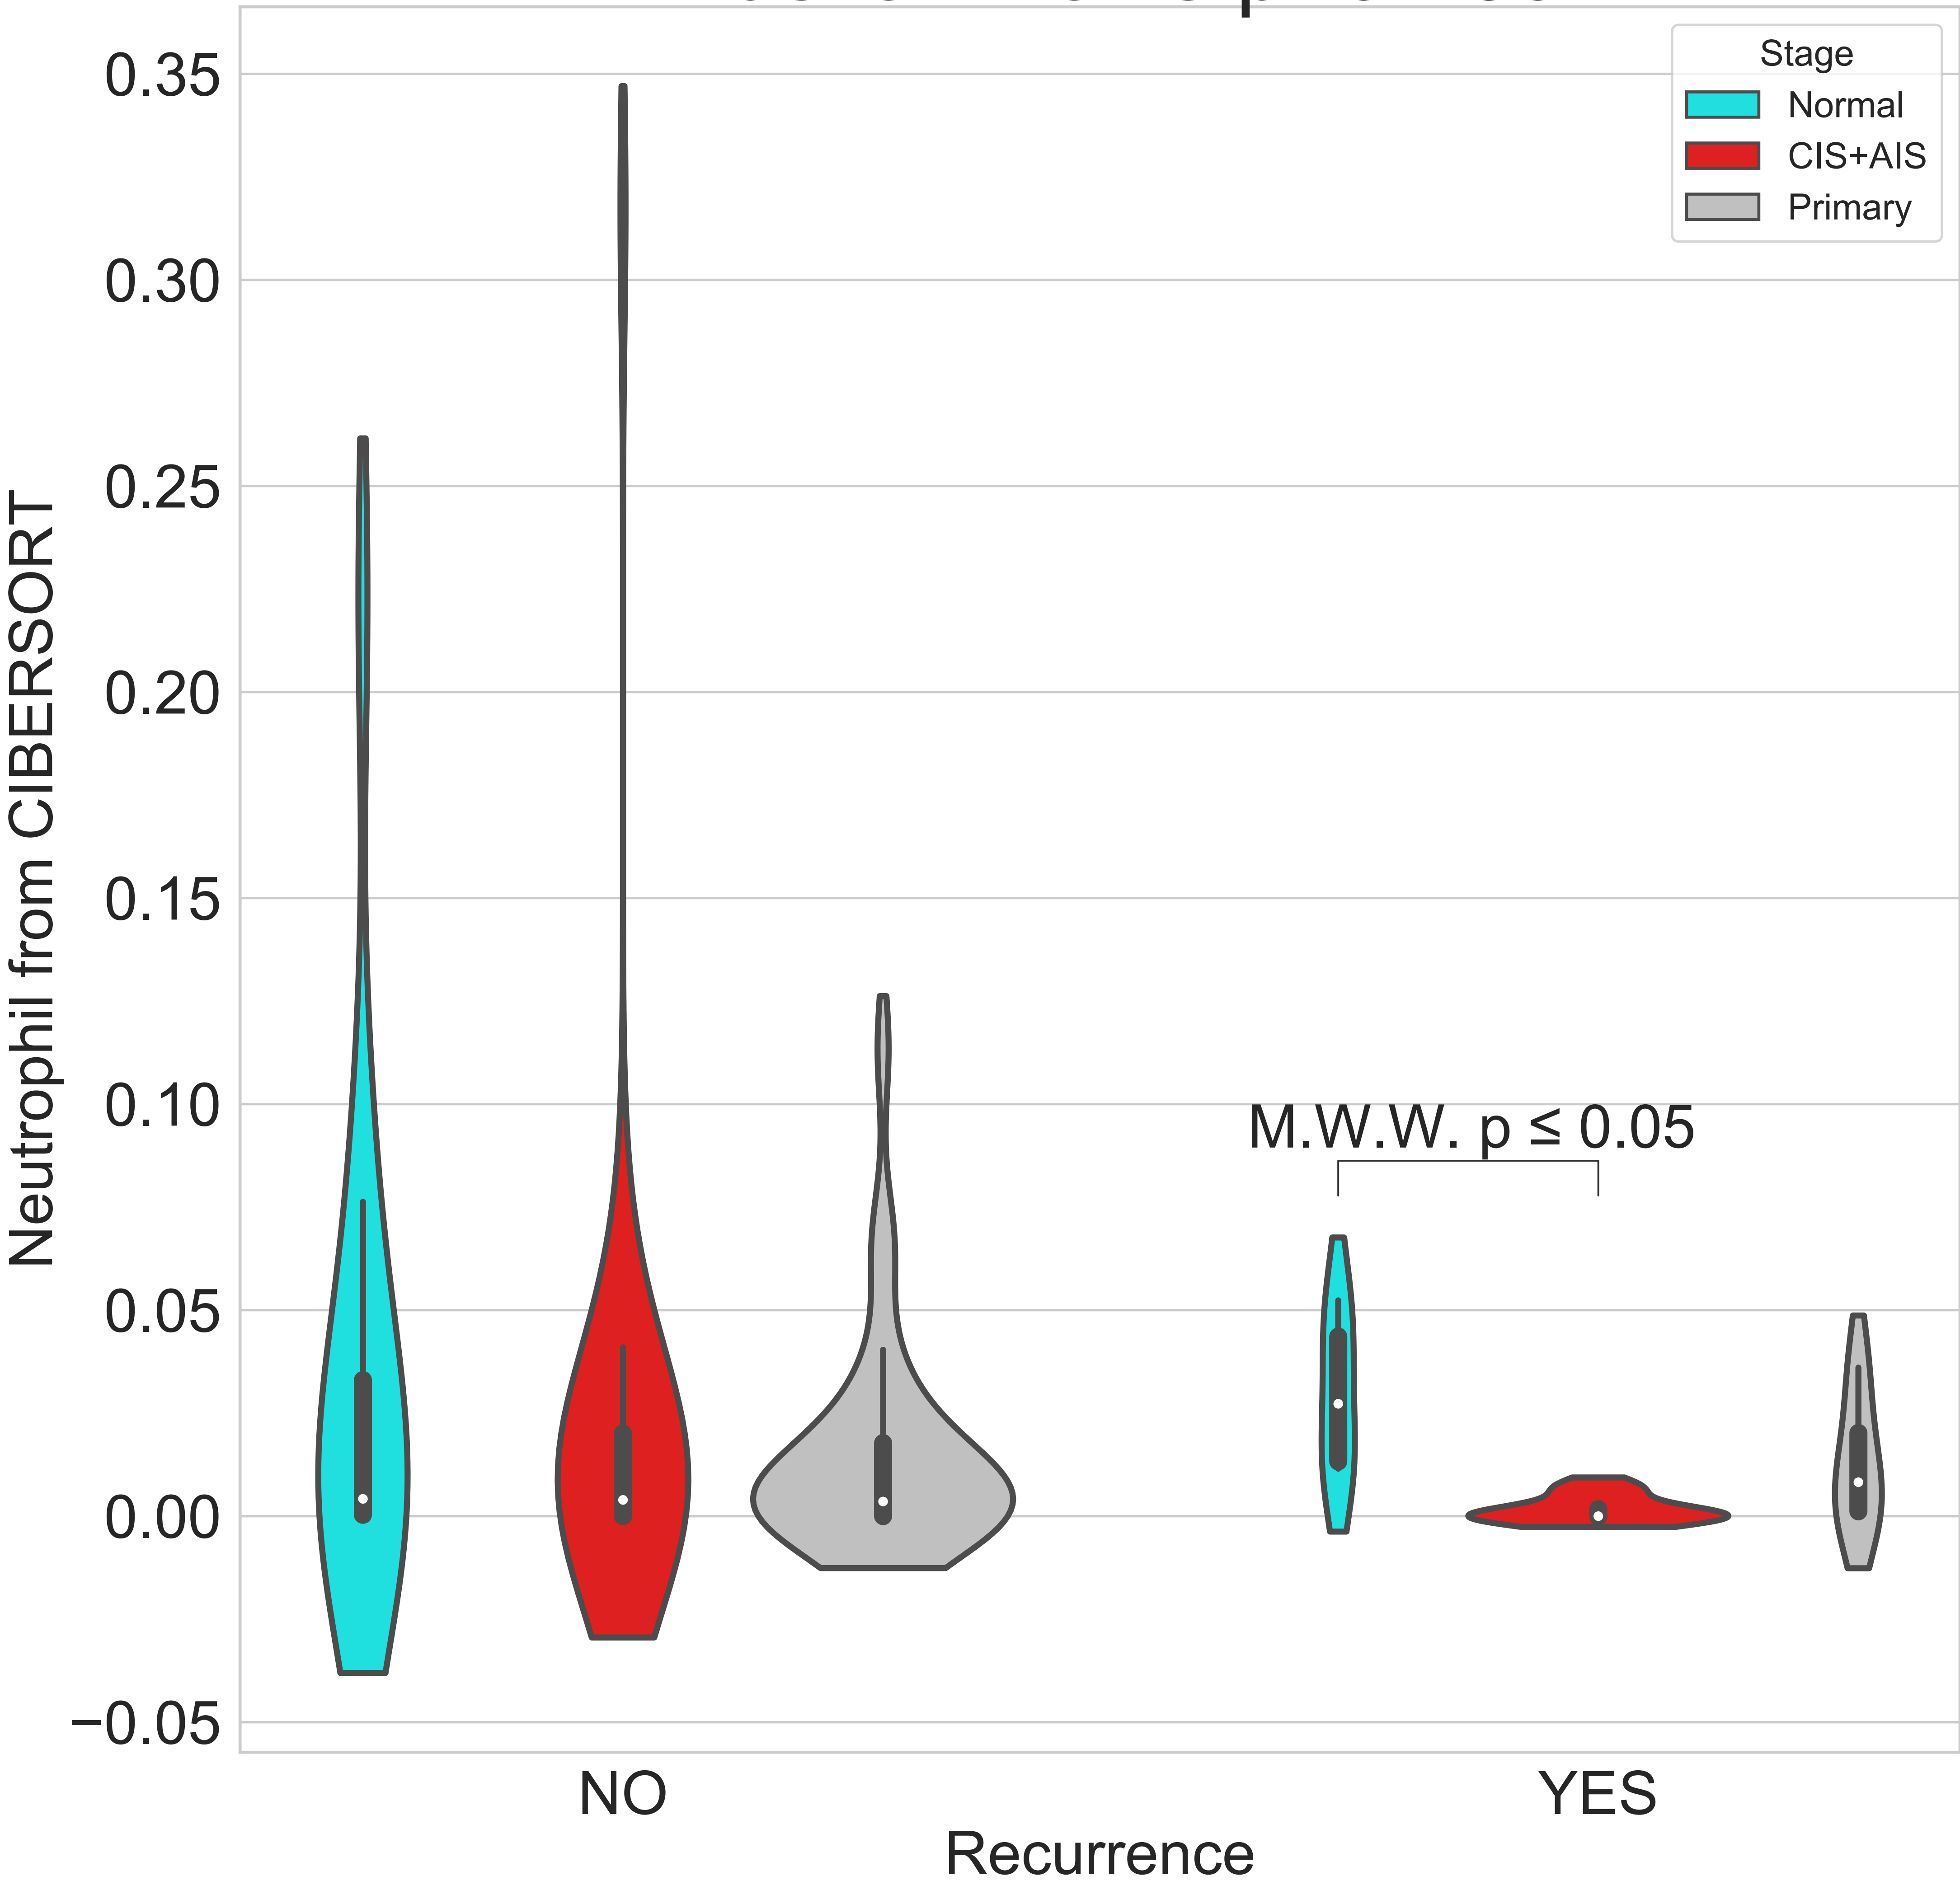 Stage
Normal
CIS+AIS
Primary
0.35
0.30
0.25
0.20
0.15
0.10
0.05
0.00
−0.05
Neutrophil from CIBERSORT
M.W.W. p ≤ 0.05
NO
YES
Recurrence